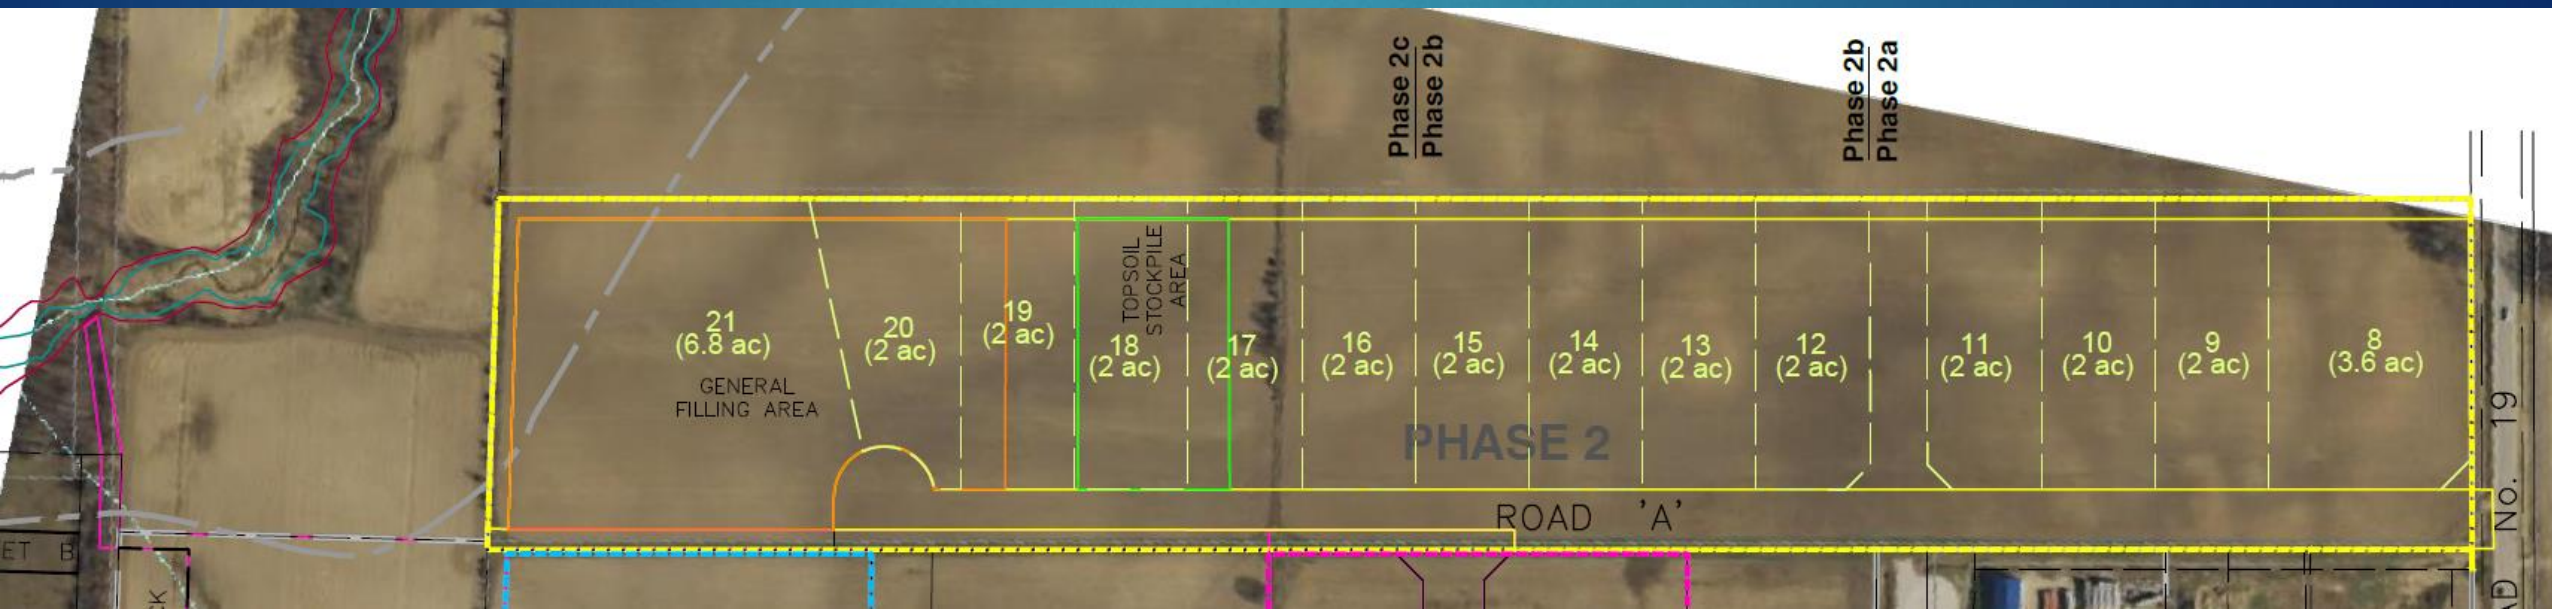 Phase 2c
Phase 2b
Phase 2b
Phase 2a
21
(6.8 ac)
GENERAL
FILLING AREA
20
(2 ac)
19
(2 ac)
TOPSOIL
STOCKPILE
AREA
18
(2 ac)
17
(2 ac)
16
(2 ac)
15
(2 ac)
14
(2 ac)
13
(2 ac)
12
(2 ac)
11
(2 ac)
10
(2 ac)
9
(2 ac)
8
(3.6 ac)
PHASE 2
ROAD 'A'
No. 19
ET B
CK
AD